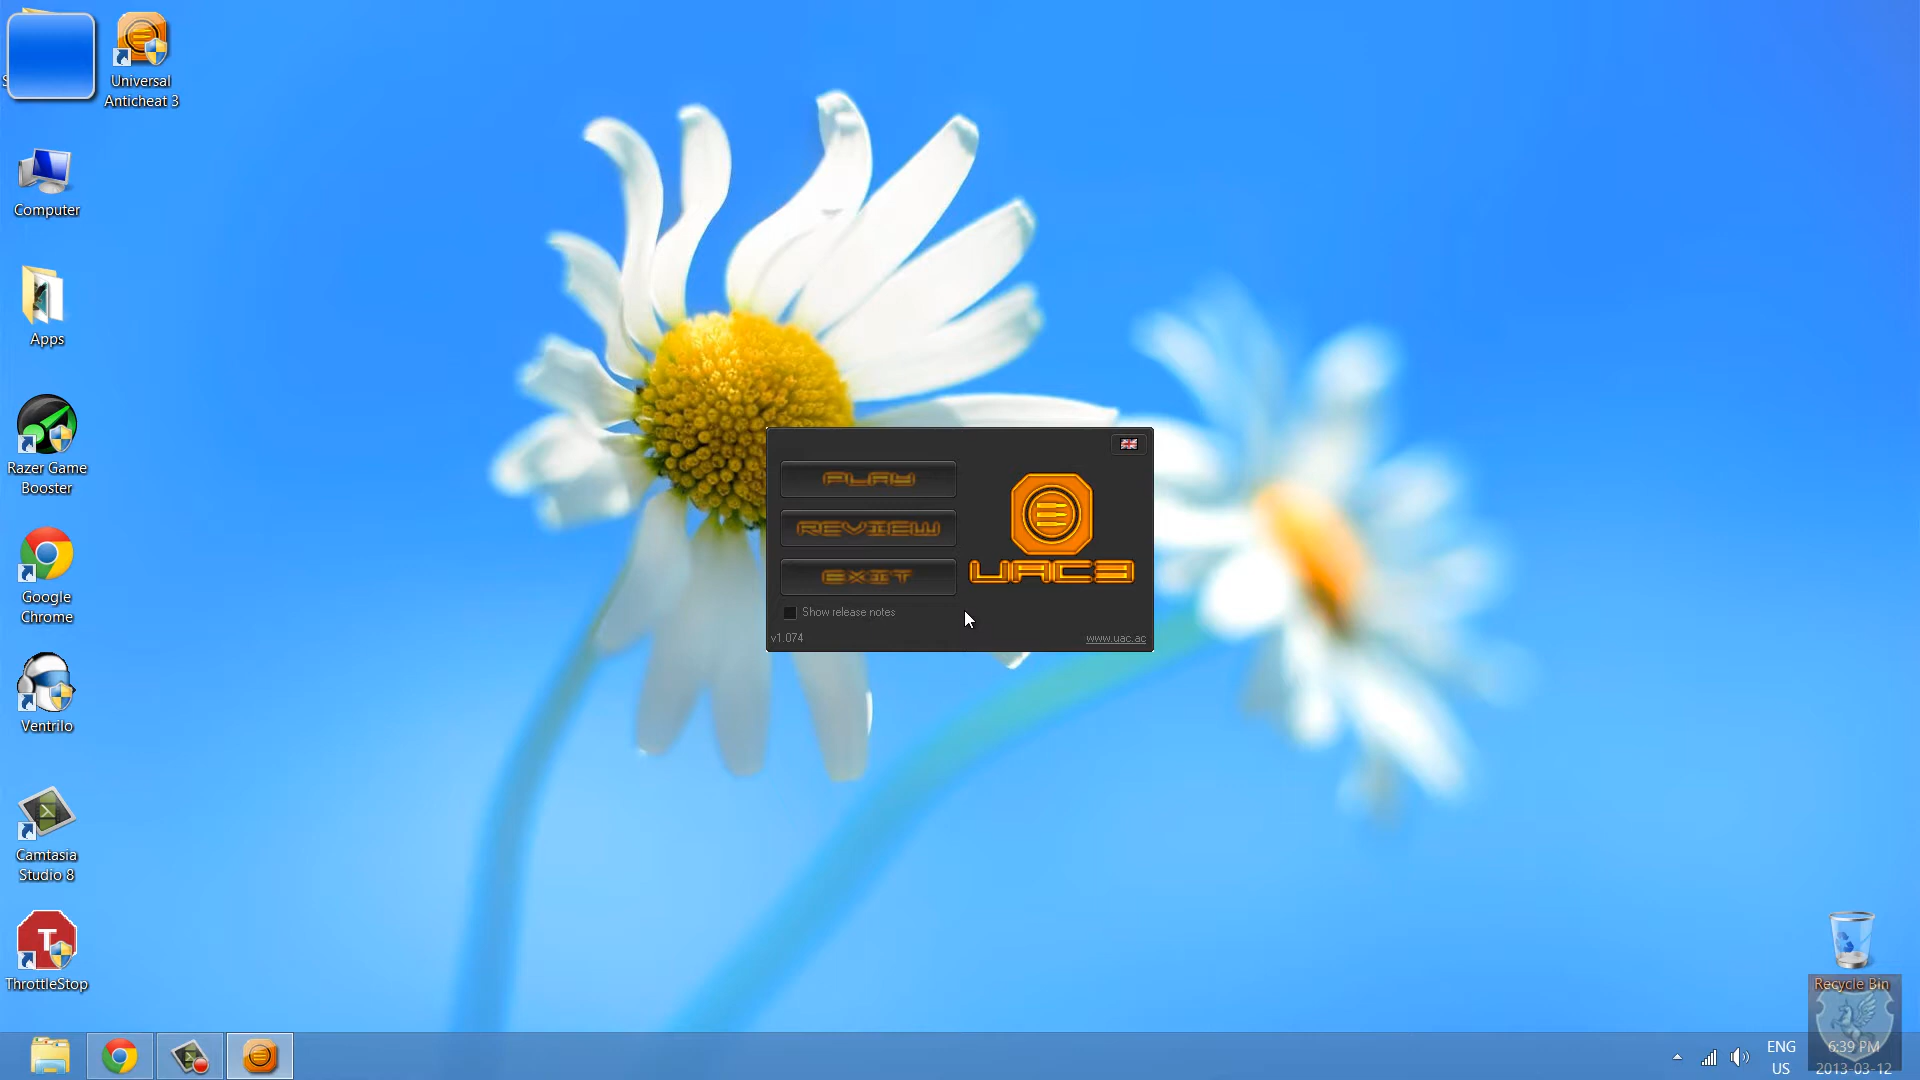 Universal
Anticheat 3
Computer
Apps
Razer Game
Booster
Google
Chrome
Ventrilo
Camtasia
Studio 8
T
ThrottleStop
PLAY
REVIEW
EXIT
UAC3
Show release notes
v1.074
www.uac.ac
Recycle Bin
ENG
US
6:39 PM
2013-03-12